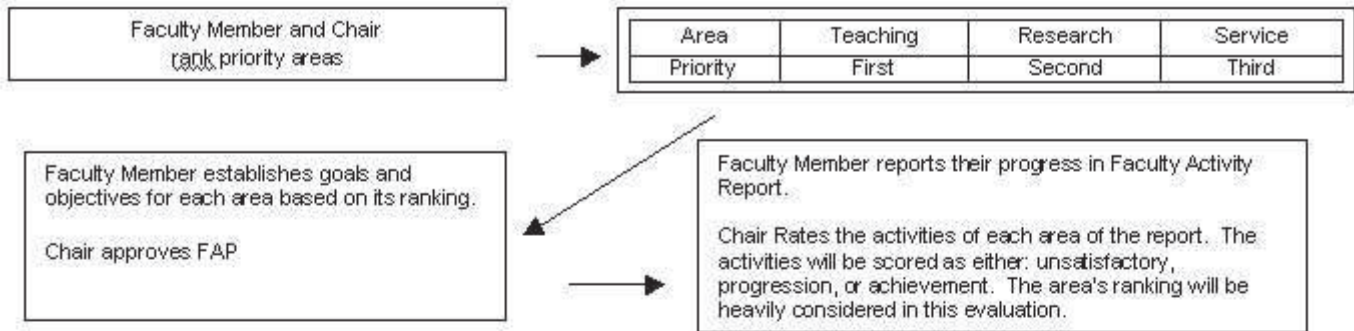 Faculty Member and Chair
rank priority areas
Area Teaching Research Service
Priority First Second Third
Faculty Member establishes goals and
objectives for each area based on its ranking.
Chair approves FAP
Faculty Member reports their progress in Faculty Activity
Report.
Chair Rates the activities of each area of the report. The
activities will be scored as either: unsatisfactory,
progression, or achievement. The area's ranking will be
heavily considered in this evaluation.